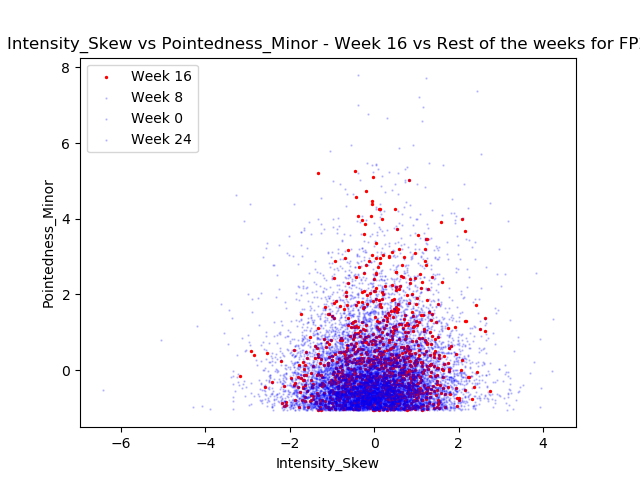 Intensity_Skew vs Pointedness_Minor - Week 16 vs Rest of the weeks for FP
Week 16
Week 8
Week 0
Week 24
Pointedness_Minor
8
6
4
2
0
−6
−4
−2
0
2
4
Intensity_Skew